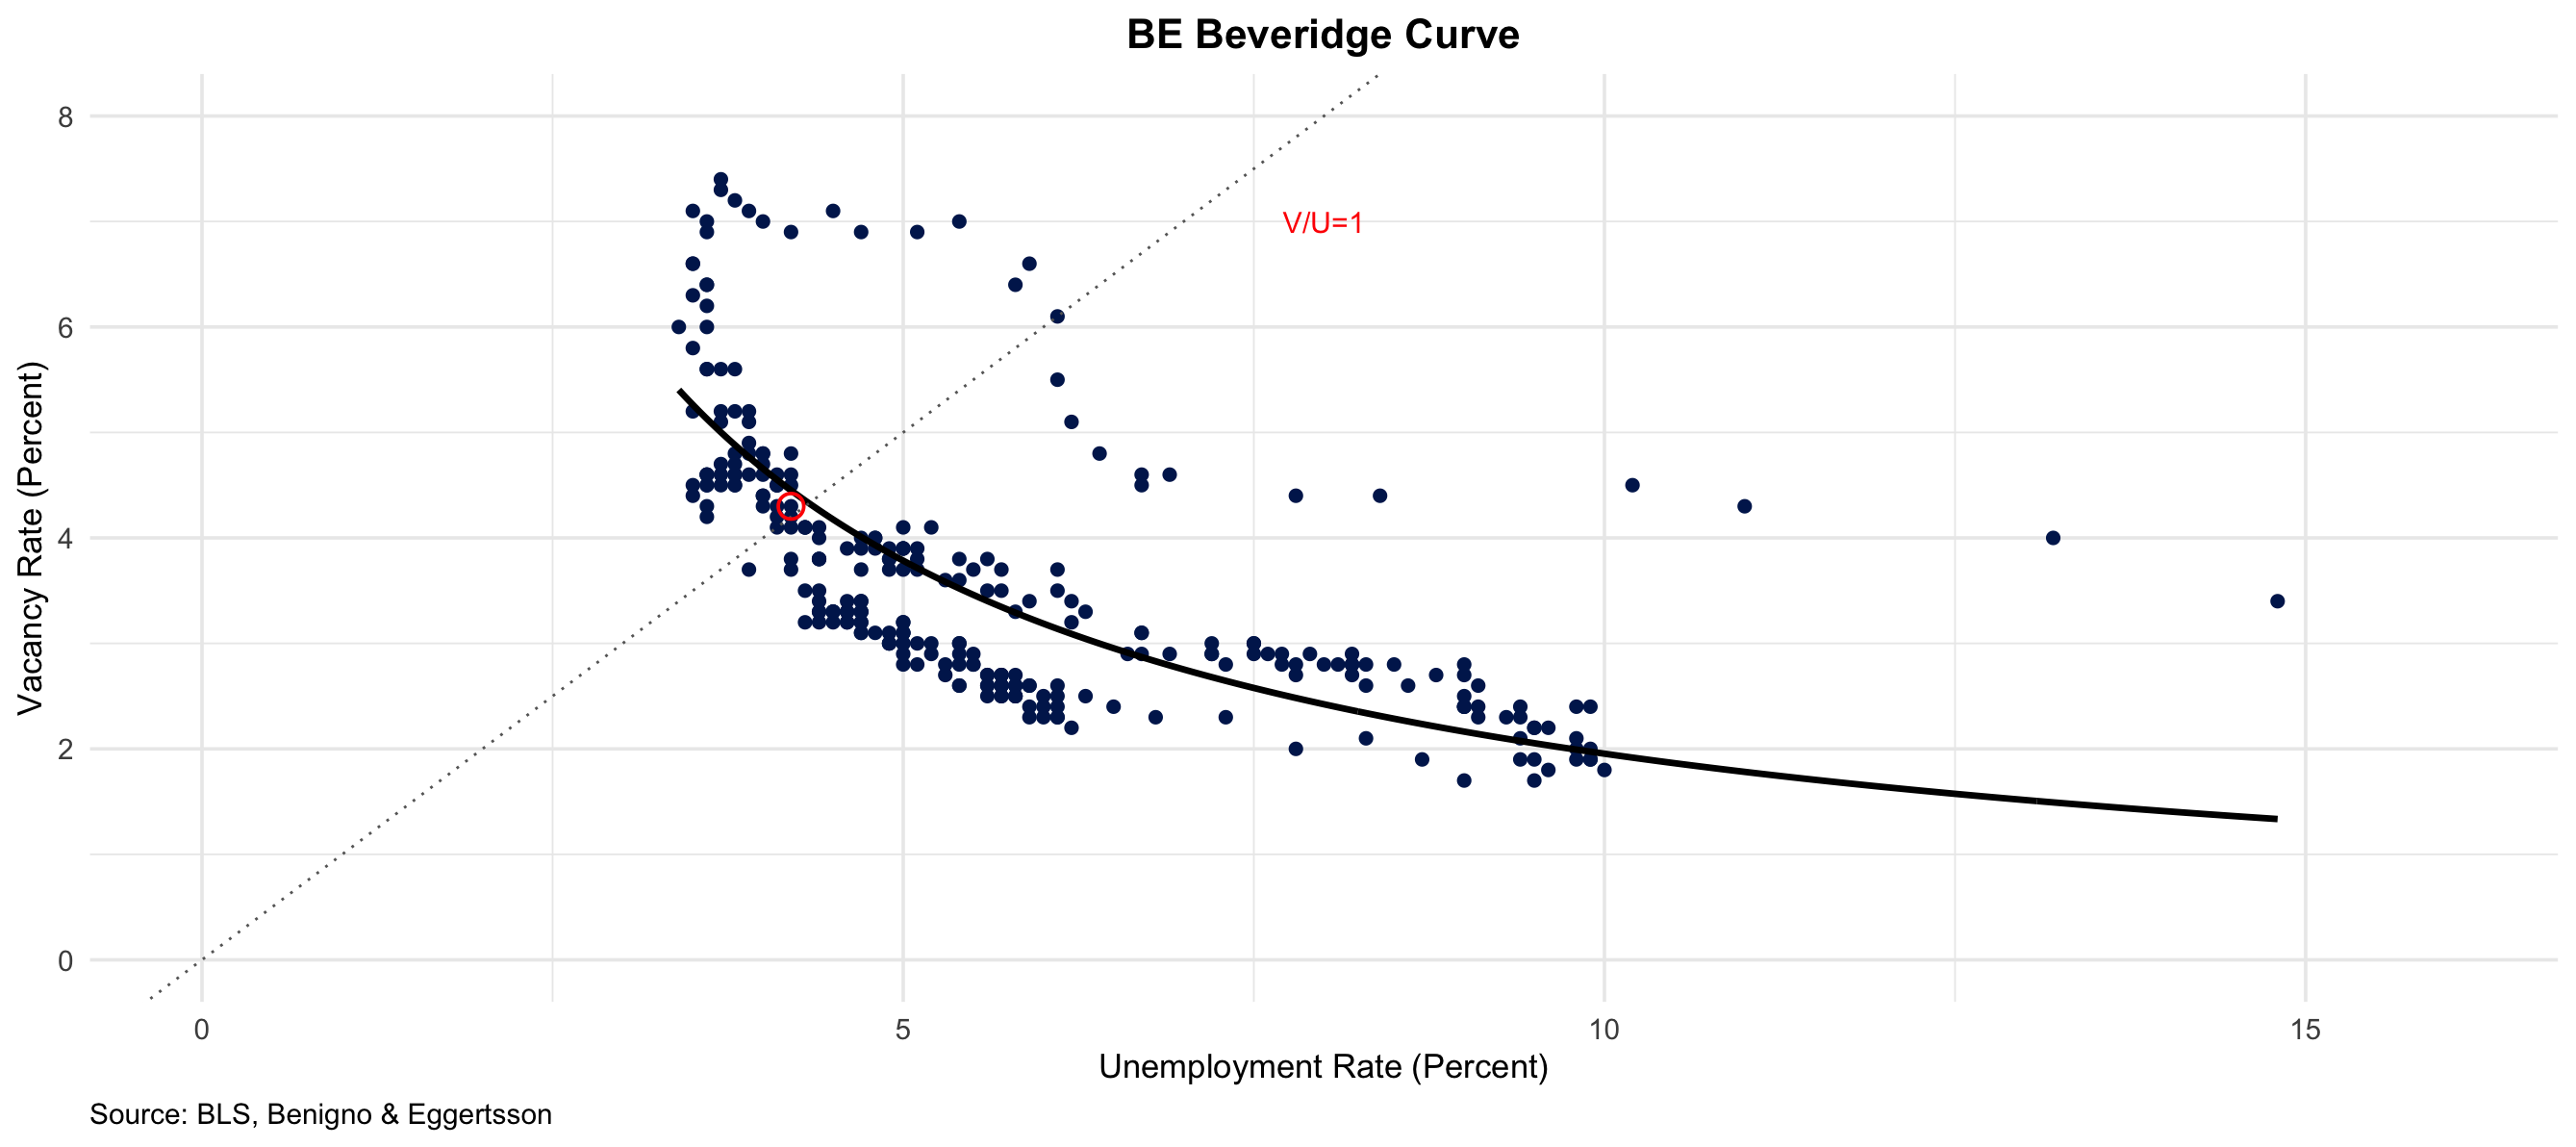 BE Beveridge Curve
8
6
4
2
0
Vacancy Rate (Percent)
V/U=1
0
5
10
15
Unemployment Rate (Percent)
Source: BLS, Benigno & Eggertsson